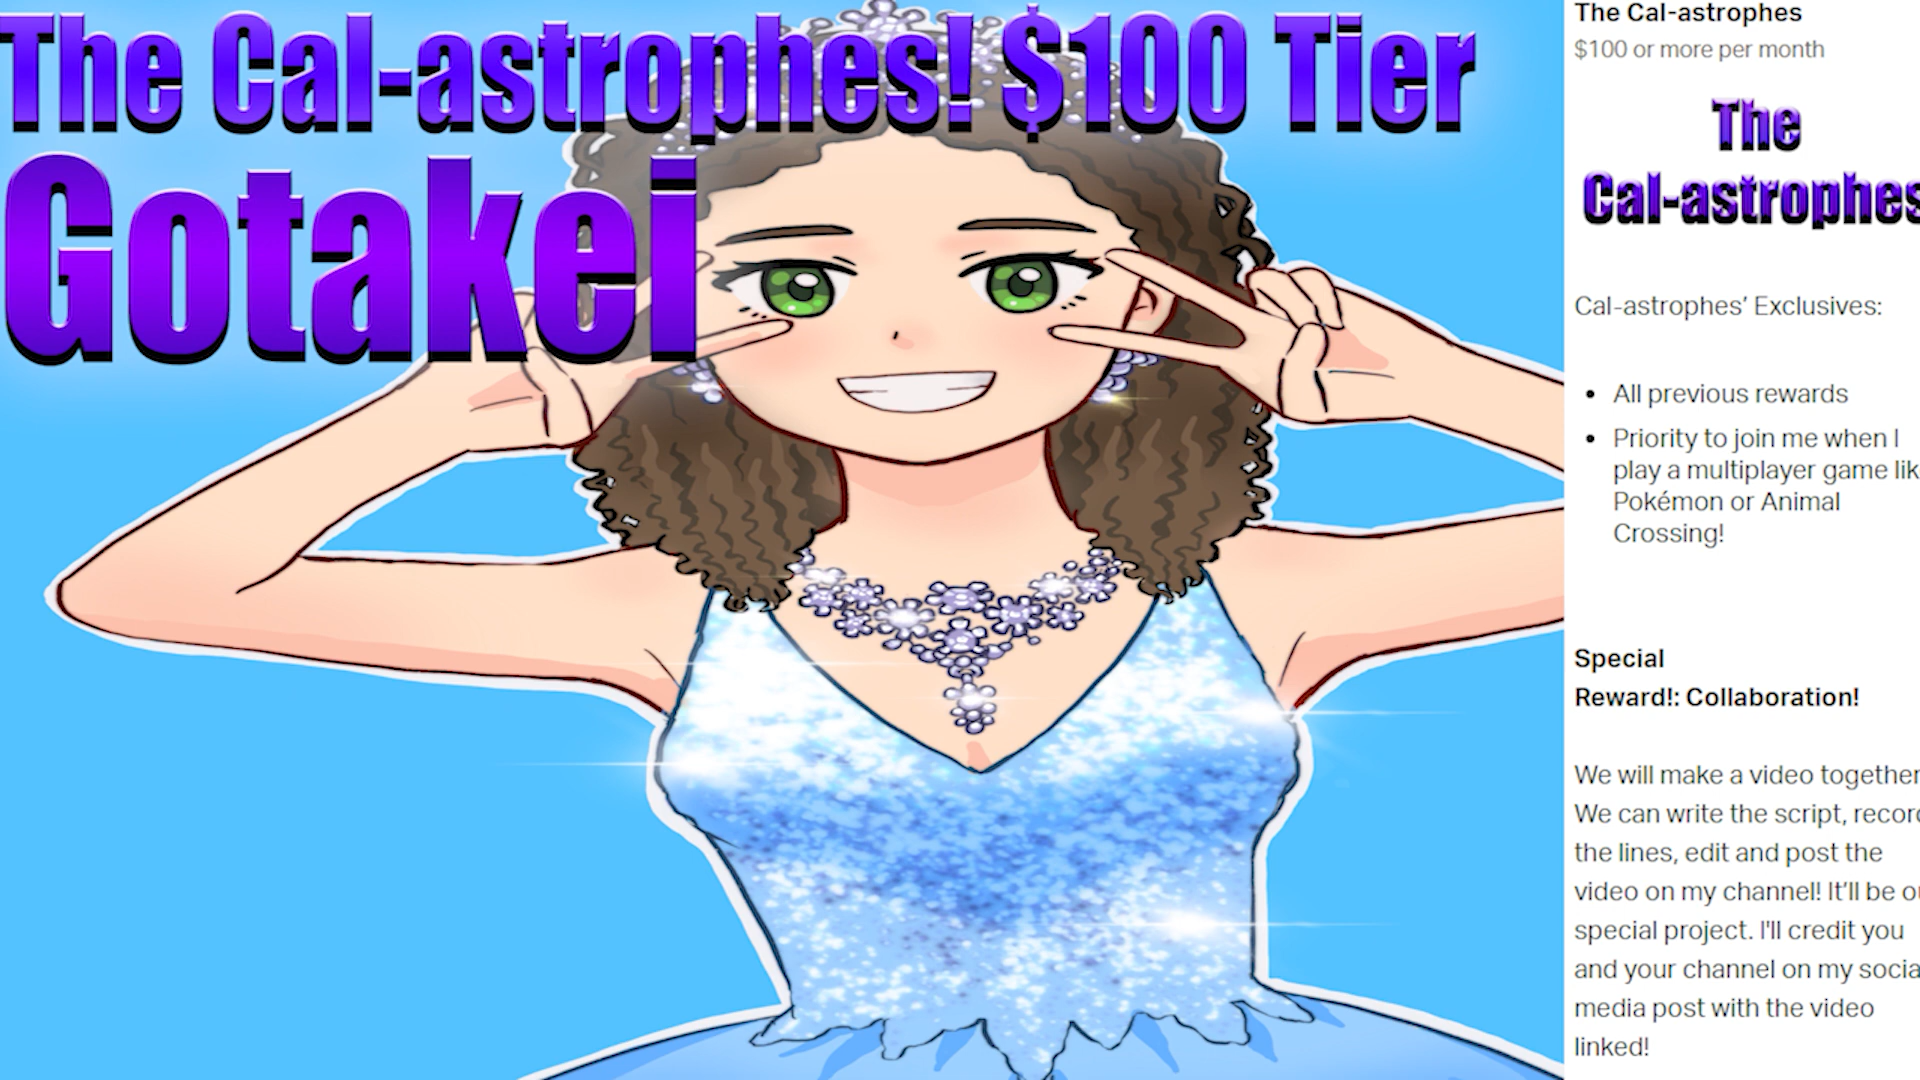 The Cal-astrophes! $100 Tier
Gotakei
The Cal-astrophes
$100 or more per month
The
Cal-astrophes
Cal-astrophes’ Exclusives:
• All previous rewards
• Priority to join me when I
play a multiplayer game lik
Pokémon or Animal
Crossing!
Special
Reward!: Collaboration!
We will make a video together
We can write the script, record
the lines, edit and post the
video on my channel! It’ll be ou
special project. I'll credit you
and your channel on my socia
media post with the video
linked!